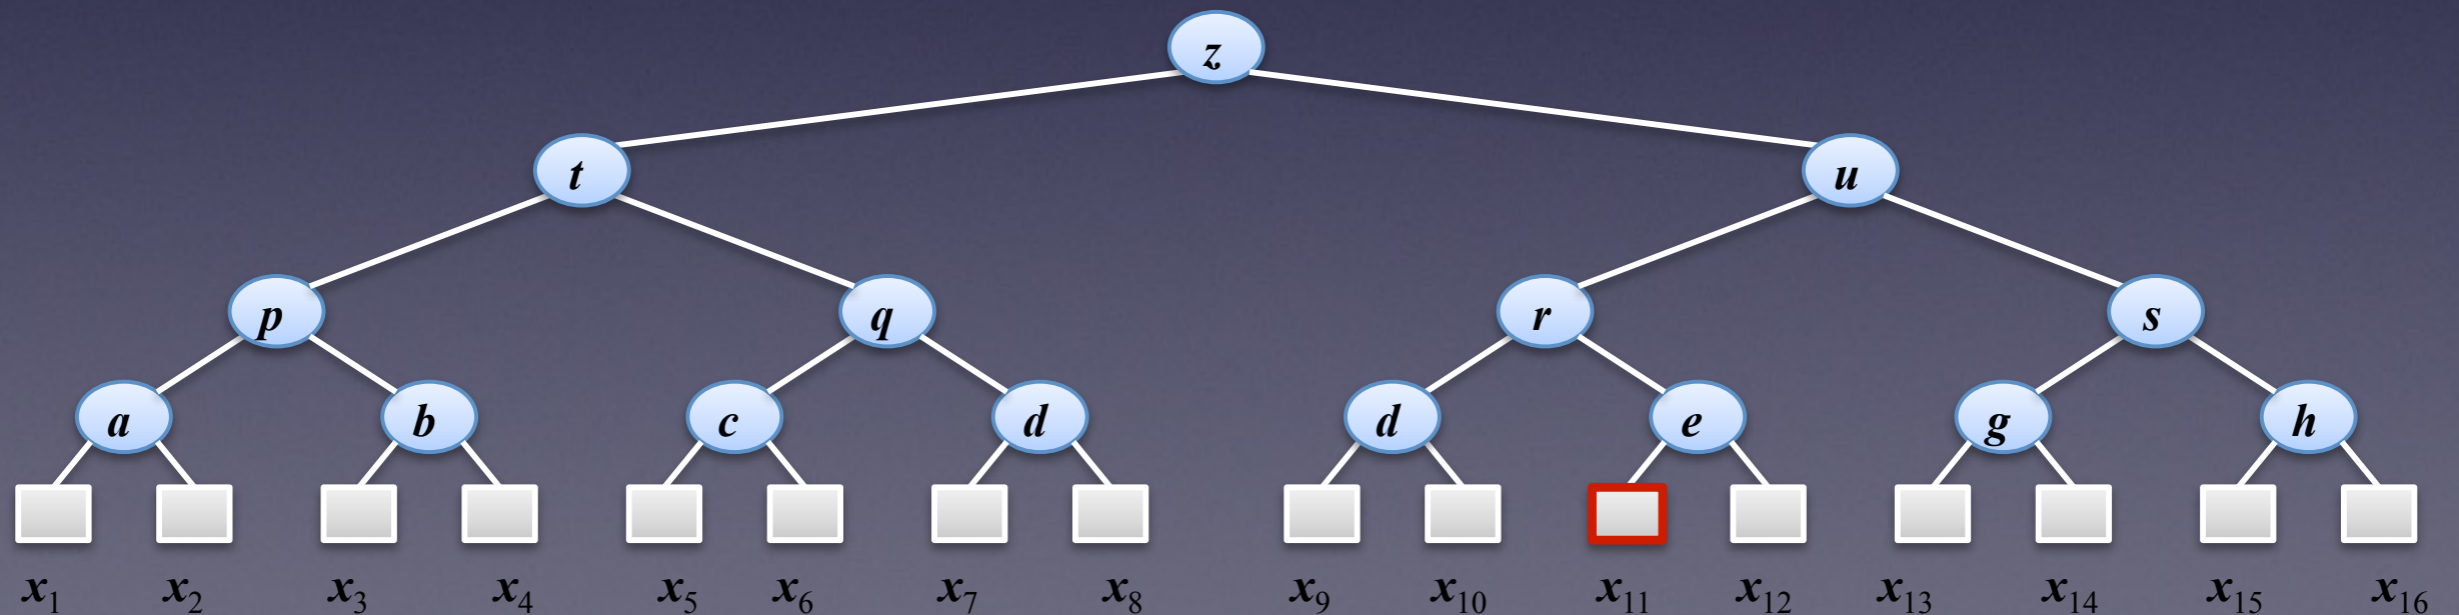 z
t u
p q r s
a b c d d e g h
x₁ x₂ x₃ x₄ x₅ x₆ x₇ x₈ x₉ x₁₀ x₁₁ x₁₂ x₁₃ x₁₄ x₁₅ x₁₆